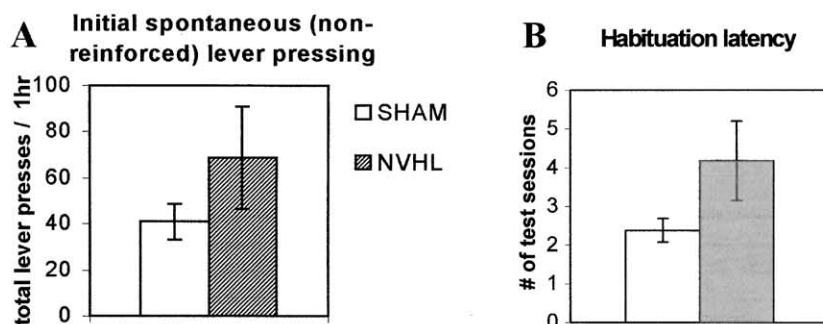 A
Initial spontaneous (non-
reinforced) lever pressing
total lever presses / 1hr
100
80
60
40
20
0
SHAM
NVHL
B
Habituation latency
# of test sessions
6
5
4
3
2
1
0